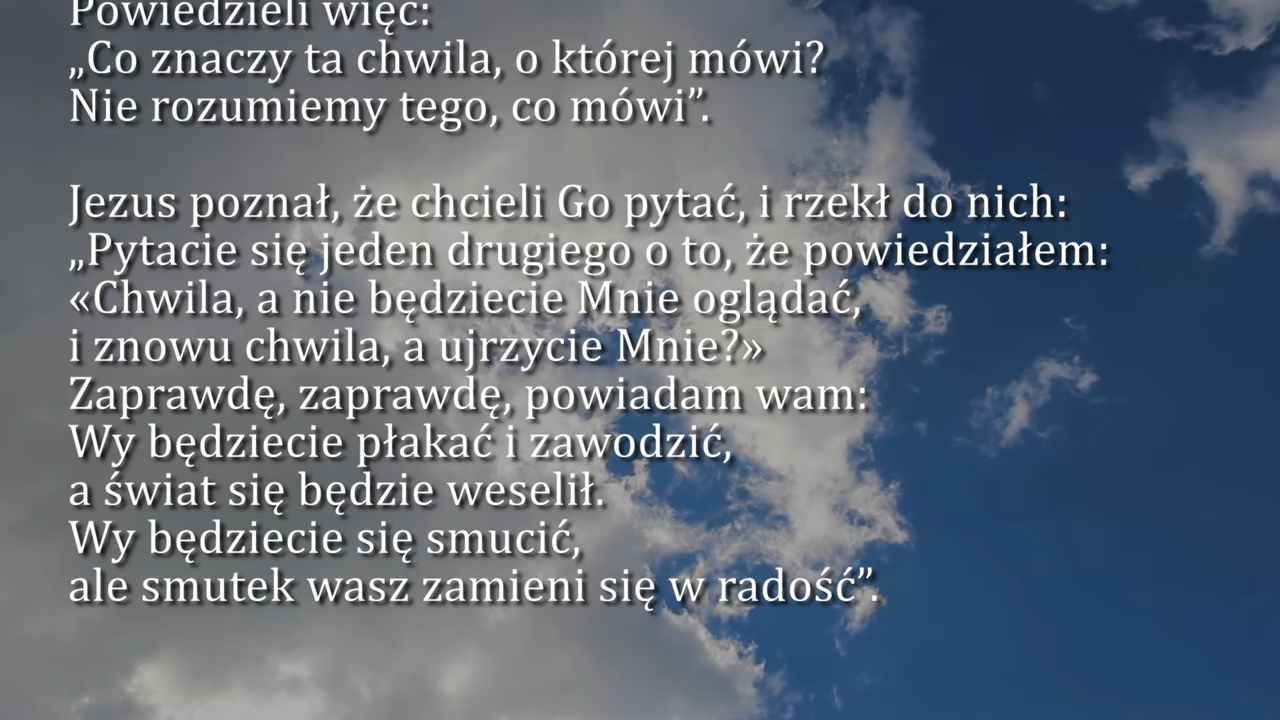 Powiedzieli więc:
„Co znaczy ta chwila, o której mówi?
Nie rozumiemy tego, co mówi”.
Jezus poznał, że chcieli Go pytać, i rzekł do nich:
„Pytacie się jeden drugiego o to, że powiedziałem:
«Chwila, a nie będziecie Mnie oglądać,
i znowu chwila, a ujrzycie Mnie?»
Zaprawdę, zaprawdę, powiadam wam:
Wy będziecie płakać i zawodzić,
a świat się będzie weselił.
Wy będziecie się smucić,
ale smutek wasz zamieni się w radość”.